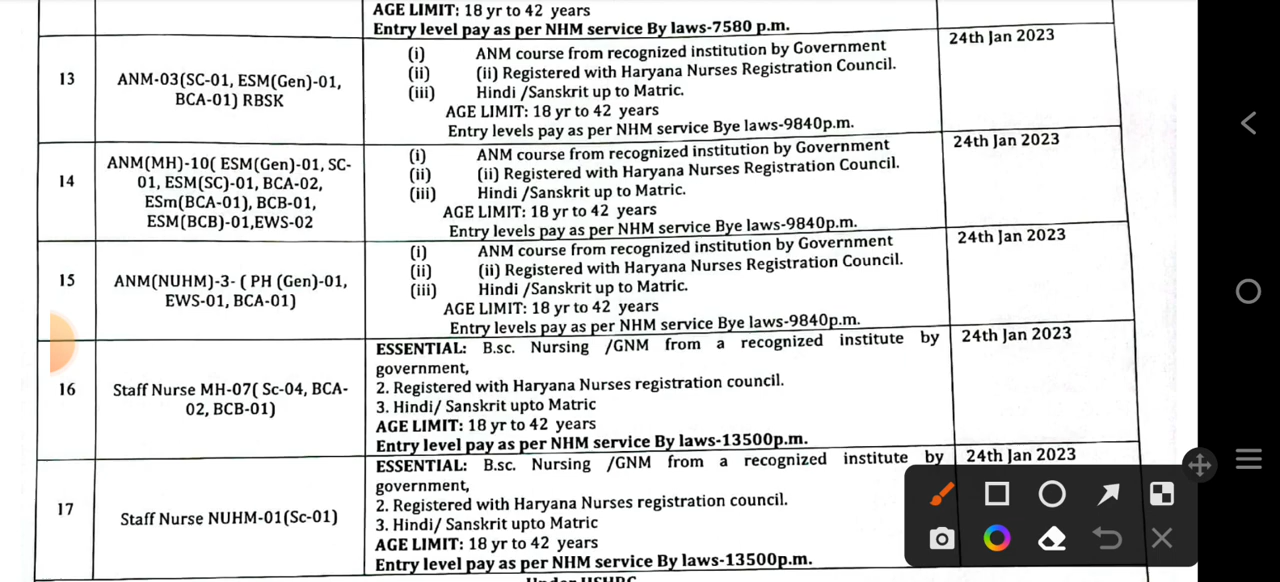 AGE LIMIT: 18 yr to 42 years
Entry level pay as per NHM service By laws-7580 p.m.
13
ANM-03(SC-01, ESM(Gen)-01,
BCA-01) RBSK
(i) ANM course from recognized institution by Government
(ii) (ii) Registered with Haryana Nurses Registration Council.
(iii) Hindi /Sanskrit up to Matric.
AGE LIMIT: 18 yr to 42 years
Entry levels pay as per NHM service Bye laws-9840p.m.
24th Jan 2023
14
ANM(MH)-10( ESM(Gen)-01, SC-
01, ESM(SC)-01, BCA-02,
ESm(BCA-01), BCB-01,
ESM(BCB)-01,EWS-02
(i) ANM course from recognized institution by Government
(ii) (ii) Registered with Haryana Nurses Registration Council.
(iii) Hindi /Sanskrit up to Matric.
AGE LIMIT: 18 yr to 42 years
Entry levels pay as per NHM service Bye laws-9840p.m.
24th Jan 2023
15
ANM(NUHM)-3- ( PH (Gen)-01,
EWS-01, BCA-01)
(i) ANM course from recognized institution by Government
(ii) (ii) Registered with Haryana Nurses Registration Council.
(iii) Hindi /Sanskrit up to Matric.
AGE LIMIT: 18 yr to 42 years
Entry levels pay as per NHM service Bye laws-9840p.m.
24th Jan 2023
16
Staff Nurse MH-07( Sc-04, BCA-
02, BCB-01)
ESSENTIAL: B.sc. Nursing /GNM from a recognized institute by
government,
2. Registered with Haryana Nurses registration council.
3. Hindi/ Sanskrit upto Matric
AGE LIMIT: 18 yr to 42 years
Entry level pay as per NHM service By laws-13500p.m.
24th Jan 2023
17
Staff Nurse NUHM-01(Sc-01)
ESSENTIAL: B.sc. Nursing /GNM from a recognized institute by
government,
2. Registered with Haryana Nurses registration council.
3. Hindi/ Sanskrit upto Matric
AGE LIMIT: 18 yr to 42 years
Entry level pay as per NHM service By laws-13500p.m.
24th Jan 2023